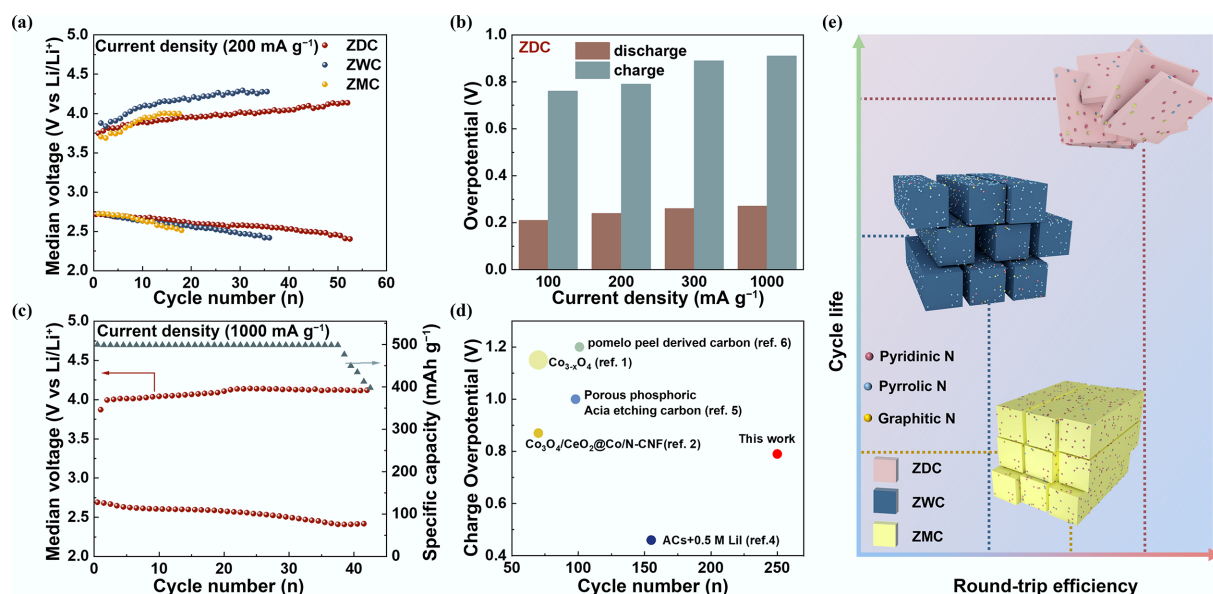 (a)
Current density (200 mA g⁻¹)
ZDC
ZWC
ZMC
Median voltage (V vs Li/Li⁺)
5.0
4.5
4.0
3.5
3.0
2.5
2.0
0 10 20 30 40 50 60
Cycle number (n)
(b)
ZDC
discharge
charge
Overpotential (V)
1.0
0.8
0.6
0.4
0.2
0.0
100 200 300 1000
Current density (mA g⁻¹)
(c)
Current density (1000 mA g⁻¹)
Median voltage (V vs Li/Li⁺)
5.0
4.5
4.0
3.5
3.0
2.5
2.0
500
400
300
200
100
0
Specific capacity (mAh g⁻¹)
0 10 20 30 40
Cycle number (n)
(d)
Charge Overpotential (V)
1.2
1.0
0.8
0.6
0.4
pomelo peel derived carbon (ref. 6)
Co₃₋ₓO₄ (ref. 1)
Porous phosphoric
Acia etching carbon (ref. 5)
Co₃O₄/CeO₂@Co/N-CNF(ref. 2)
This work
ACs+0.5 M LiI (ref.4)
50 100 150 200 250
Cycle number (n)
(e)
Cycle life
Pyridinic N
Pyrrolic N
Graphitic N
ZDC
ZWC
ZMC
Round-trip efficiency